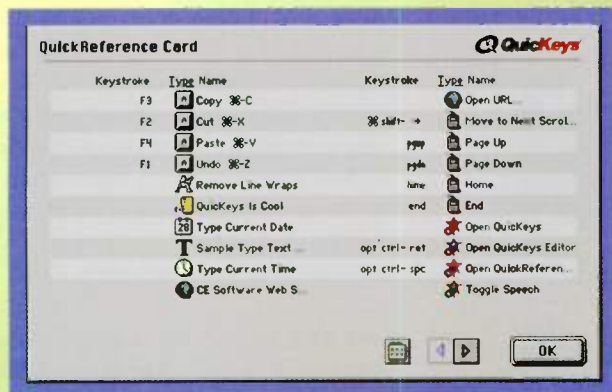 QuickReference Card
QuicKeys
Keystroke Type Name
F3 Copy ⌘-C
F2 Cut ⌘-X
F4 Paste ⌘-V
F1 Undo ⌘-Z
Remove Line Wraps
QuicKeys Is Cool
28 Type Current Date
T Sample Type Text ...
Type Current Time
CE Software Web S...
Keystroke Type Name
Open URL...
⌘ shift- → Move to Next Scrol...
pgup Page Up
pgdn Page Down
home Home
end End
Open QuicKeys
opt ctrl- ret Open QuicKeys Editor
opt ctrl- spc Open QuickReferen...
Toggle Speech
OK